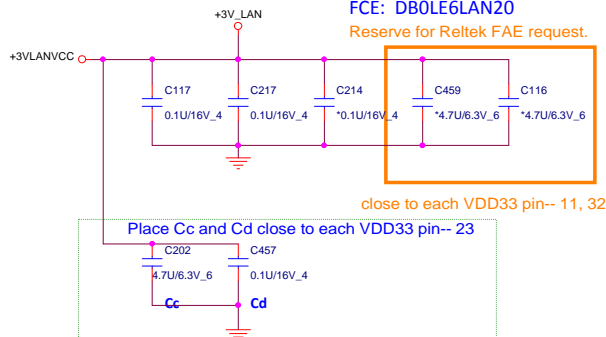 FCE: DB0LE6LAN20
+3V_LAN
Reserve for Reltek FAE request.
+3VLANVCC
C117
0.1U/16V_4
C217
0.1U/16V_4
C214
*0.1U/16V_4
C459
*4.7U/6.3V_6
C116
*4.7U/6.3V_6
close to each VDD33 pin-- 11, 32
Place Cc and Cd close to each VDD33 pin-- 23
C202
4.7U/6.3V_6
Cc
C457
0.1U/16V_4
Cd